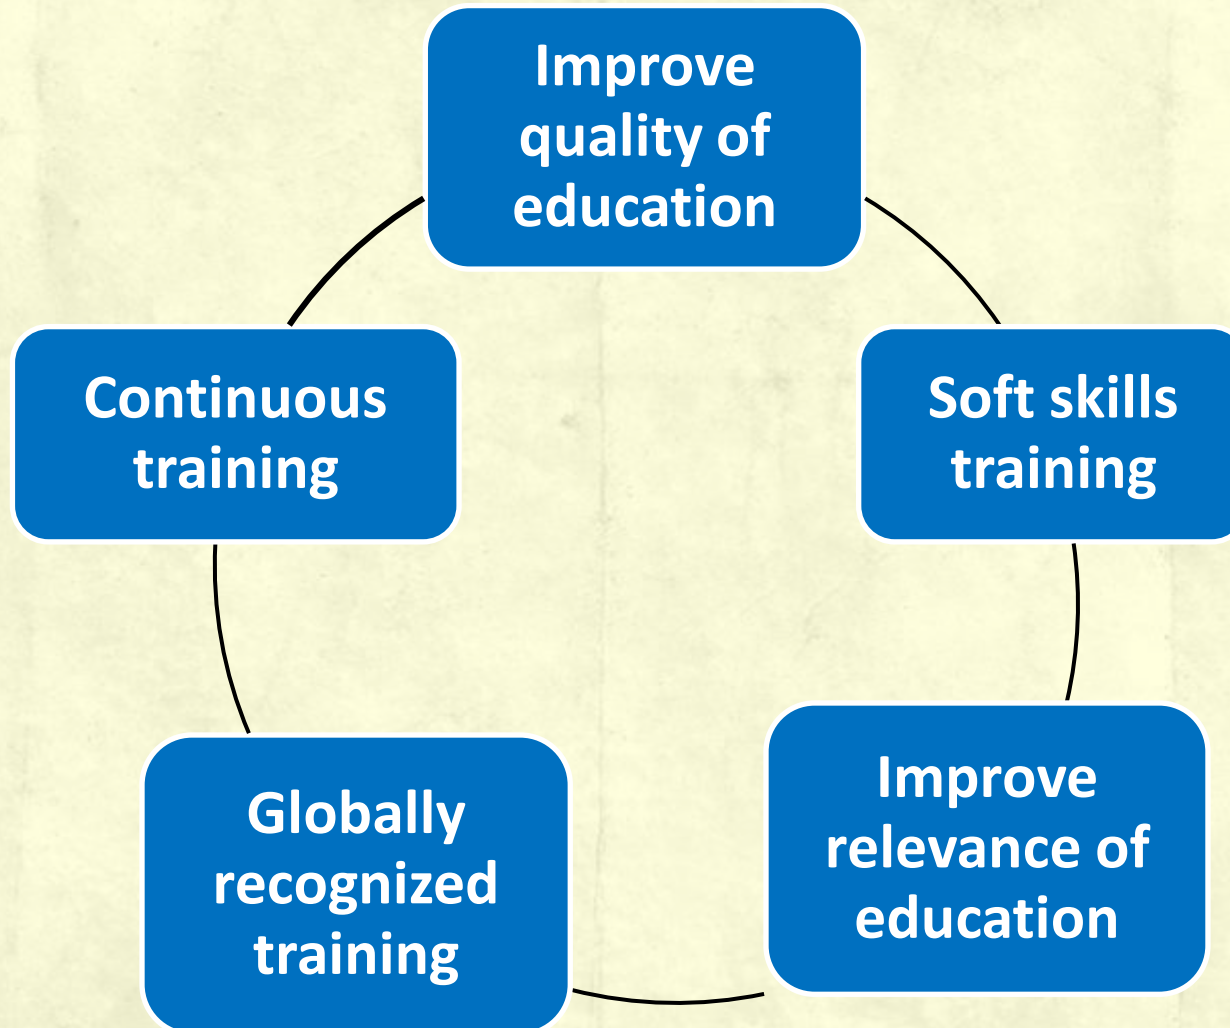 Improve
quality of
education
Continuous
training
Soft skills
training
Globally
recognized
training
Improve
relevance of
education